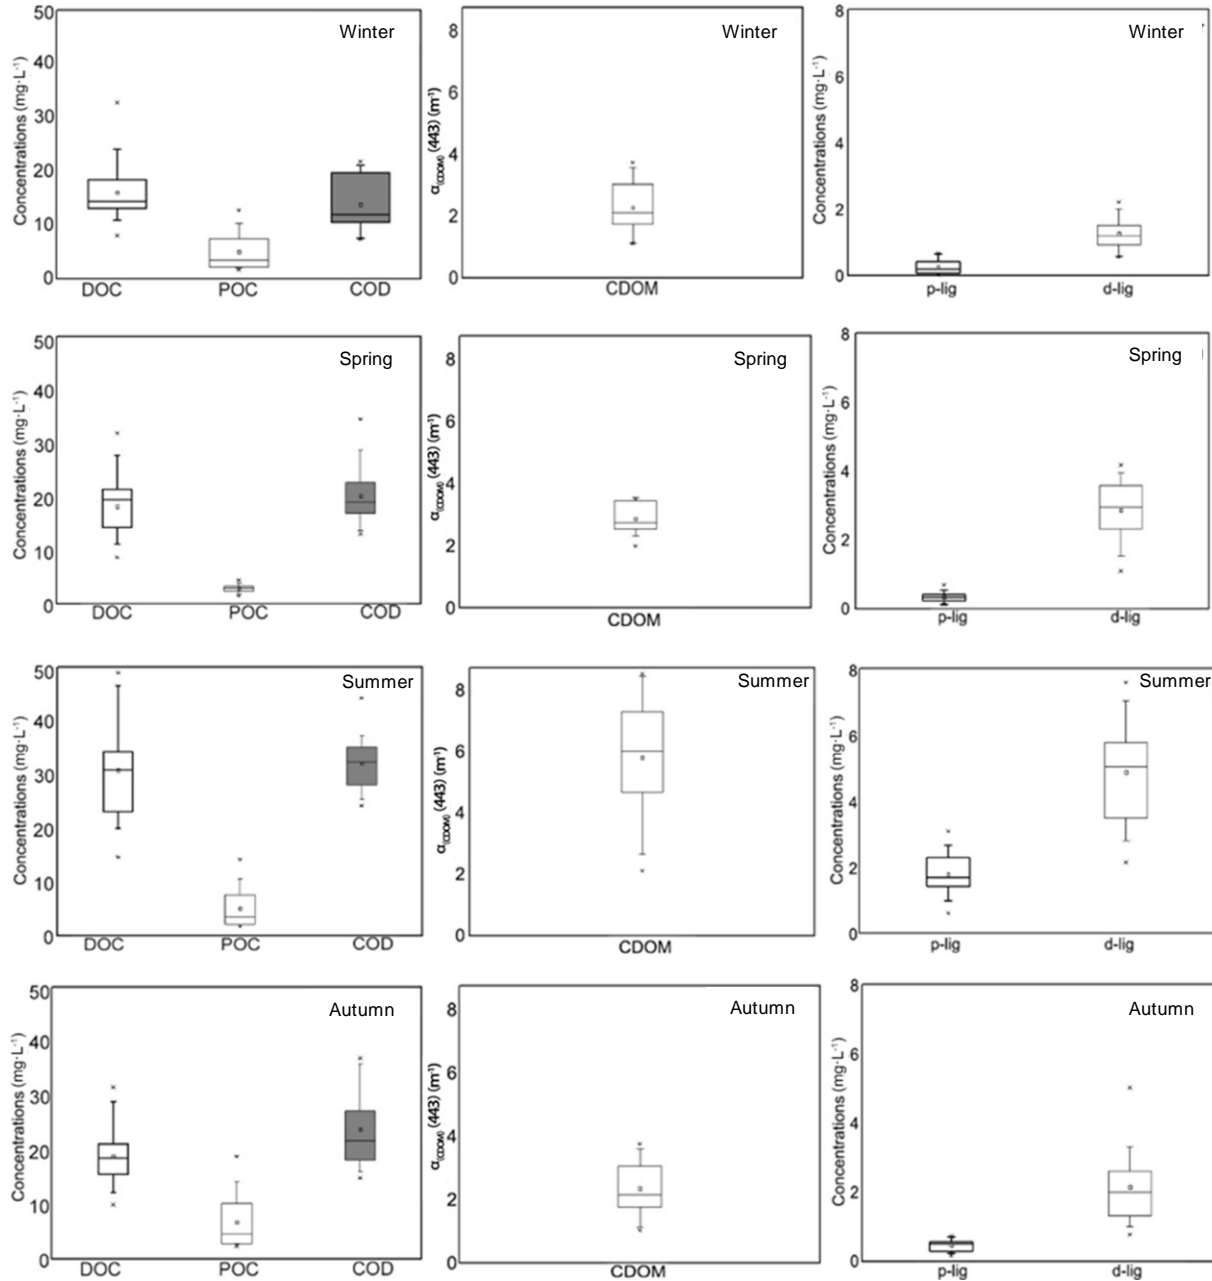 Winter
Concentrations (mg·L⁻¹)
50
40
30
20
10
0
DOC POC COD
Winter
α(CDOM) (443) (m⁻¹)
8
6
4
2
0
CDOM
Winter
Concentrations (mg·L⁻¹)
8
6
4
2
0
p-lig d-lig
Spring
Concentrations (mg·L⁻¹)
50
40
30
20
10
0
DOC POC COD
Spring
α(CDOM) (443) (m⁻¹)
8
6
4
2
0
CDOM
Spring
Concentrations (mg·L⁻¹)
8
6
4
2
0
p-lig d-lig
Summer
Concentrations (mg·L⁻¹)
50
40
30
20
10
0
DOC POC COD
Summer
α(CDOM) (443) (m⁻¹)
8
6
4
2
0
CDOM
Summer
Concentrations (mg·L⁻¹)
8
6
4
2
0
p-lig d-lig
Autumn
Concentrations (mg·L⁻¹)
50
40
30
20
10
0
DOC POC COD
Autumn
α(CDOM) (443) (m⁻¹)
8
6
4
2
0
CDOM
Autumn
Concentrations (mg·L⁻¹)
8
6
4
2
0
p-lig d-lig